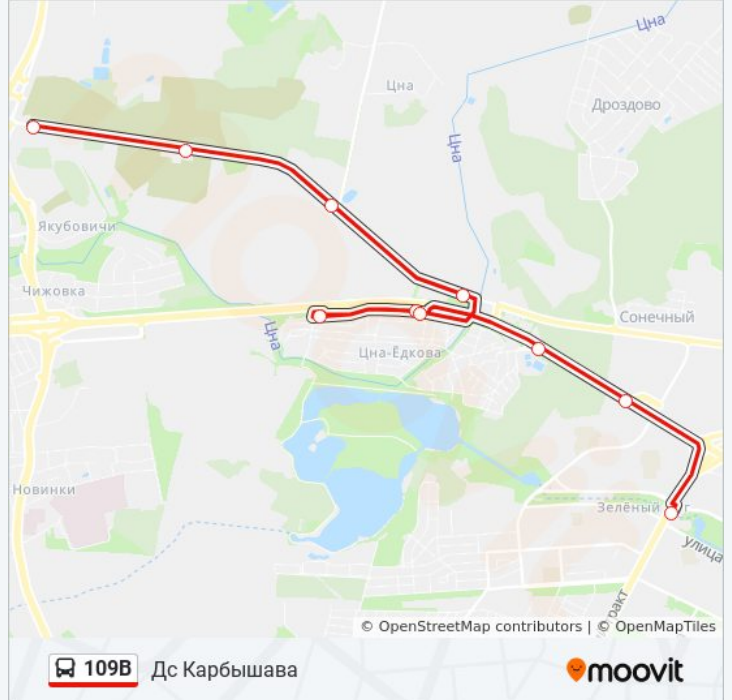 Цна
Цна
Дроздово
Цна
Якубовичи
Чижовка
Сонечный
Цна
Цна-Ёдкова
Новинки
Зелёный
г
улица
ракт
© OpenStreetMap contributors | © OpenMapTiles
109В Дс Карбышава
moovit